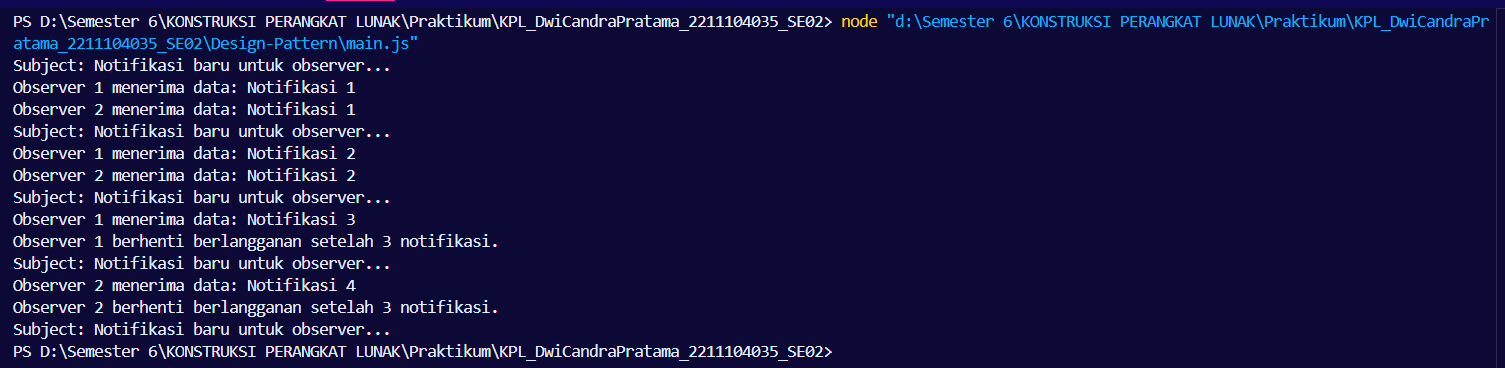 PS D:\Semester 6\KONSTRUKSI PERANGKAT LUNAK\Praktikum\KPL_DwiCandraPratama_2211104035_SE02> node "d:\Semester 6\KONSTRUKSI PERANGKAT LUNAK\Praktikum\KPL_DwiCandraPr
atama_2211104035_SE02\Design-Pattern\main.js"
Subject: Notifikasi baru untuk observer...
Observer 1 menerima data: Notifikasi 1
Observer 2 menerima data: Notifikasi 1
Subject: Notifikasi baru untuk observer...
Observer 1 menerima data: Notifikasi 2
Observer 2 menerima data: Notifikasi 2
Subject: Notifikasi baru untuk observer...
Observer 1 menerima data: Notifikasi 3
Observer 1 berhenti berlangganan setelah 3 notifikasi.
Subject: Notifikasi baru untuk observer...
Observer 2 menerima data: Notifikasi 4
Observer 2 berhenti berlangganan setelah 3 notifikasi.
Subject: Notifikasi baru untuk observer...
PS D:\Semester 6\KONSTRUKSI PERANGKAT LUNAK\Praktikum\KPL_DwiCandraPratama_2211104035_SE02>